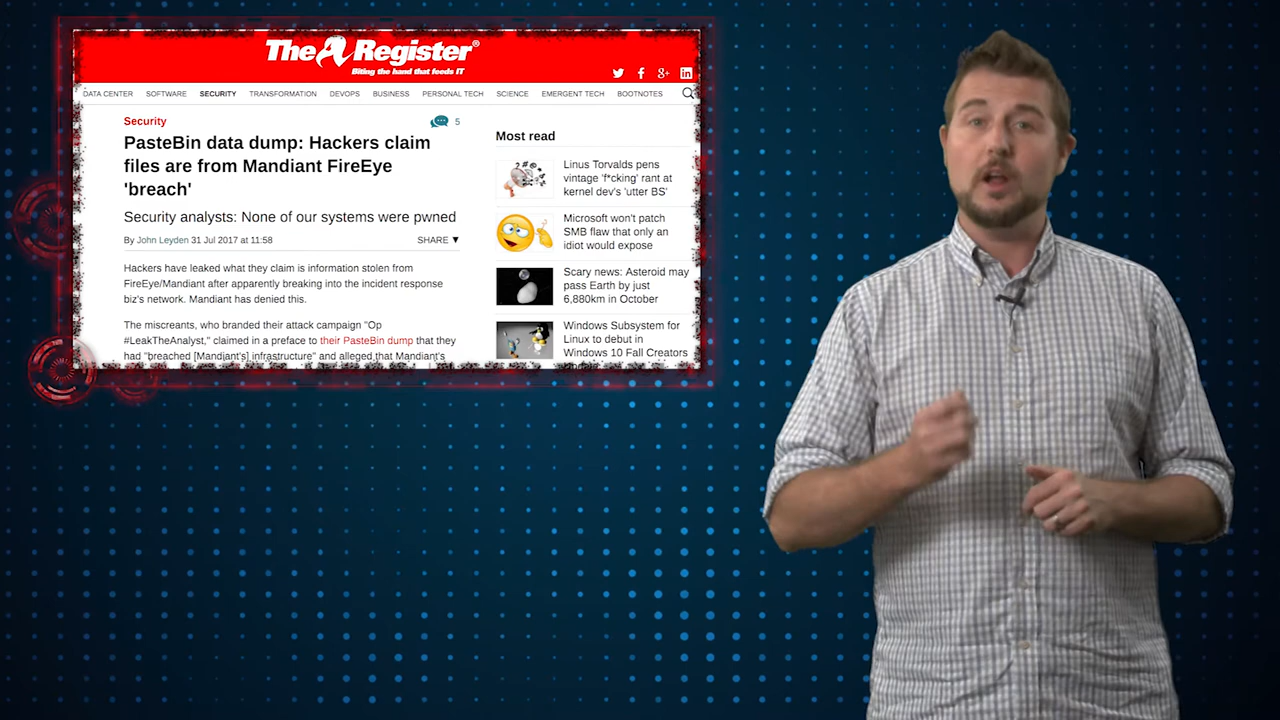 The Register®
Biting the hand that feeds IT
DATA CENTER SOFTWARE SECURITY TRANSFORMATION DEVOPS BUSINESS PERSONAL TECH SCIENCE EMERGENT TECH BOOTNOTES
Security
5
PasteBin data dump: Hackers claim
files are from Mandiant FireEye
'breach'
Security analysts: None of our systems were pwned
By John Leyden 31 Jul 2017 at 11:58
SHARE ▼
Hackers have leaked what they claim is information stolen from
FireEye/Mandiant after apparently breaking into the incident response
biz's network. Mandiant has denied this.
The miscreants, who branded their attack campaign "Op
#LeakTheAnalyst," claimed in a preface to their PasteBin dump that they
had "breached [Mandiant's] infrastructure" and alleged that Mandiant's
Most read
Linus Torvalds pens
vintage 'f*cking' rant at
kernel dev's 'utter BS'
Microsoft won't patch
SMB flaw that only an
idiot would expose
Scary news: Asteroid may
pass Earth by just
6,880km in October
Windows Subsystem for
Linux to debut in
Windows 10 Fall Creators